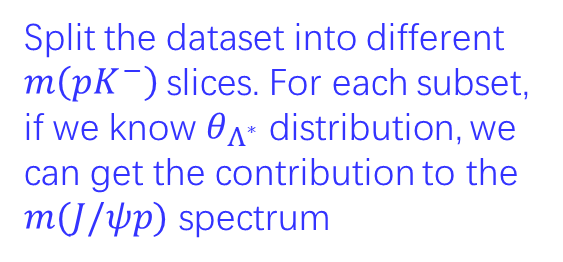 Split the dataset into different
m(pK⁻) slices. For each subset,
if we know θ_Λ* distribution, we
can get the contribution to the
m(J/ψp) spectrum